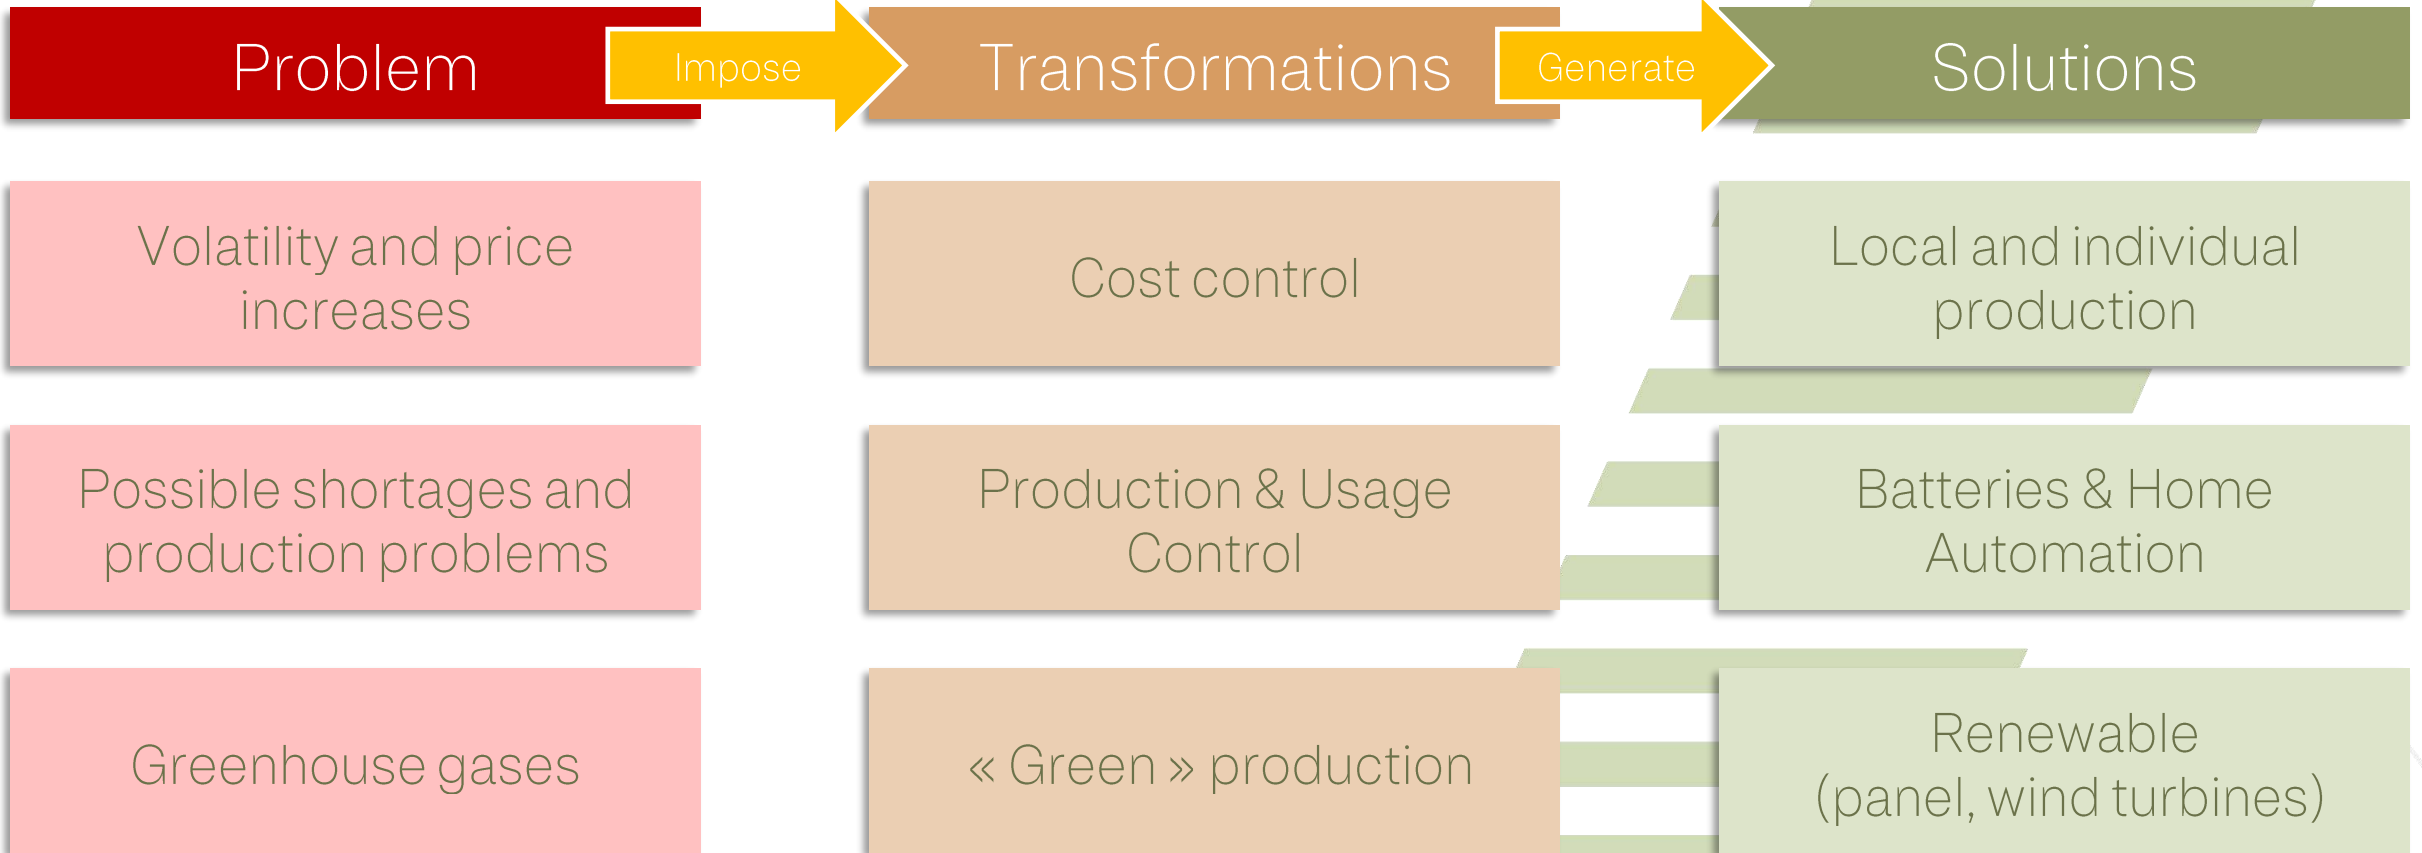 Problem
Impose
Transformations
Generate
Solutions
Volatility and price
increases
Cost control
Local and individual
production
Possible shortages and
production problems
Production & Usage
Control
Batteries & Home
Automation
Greenhouse gases
« Green » production
Renewable
(panel, wind turbines)